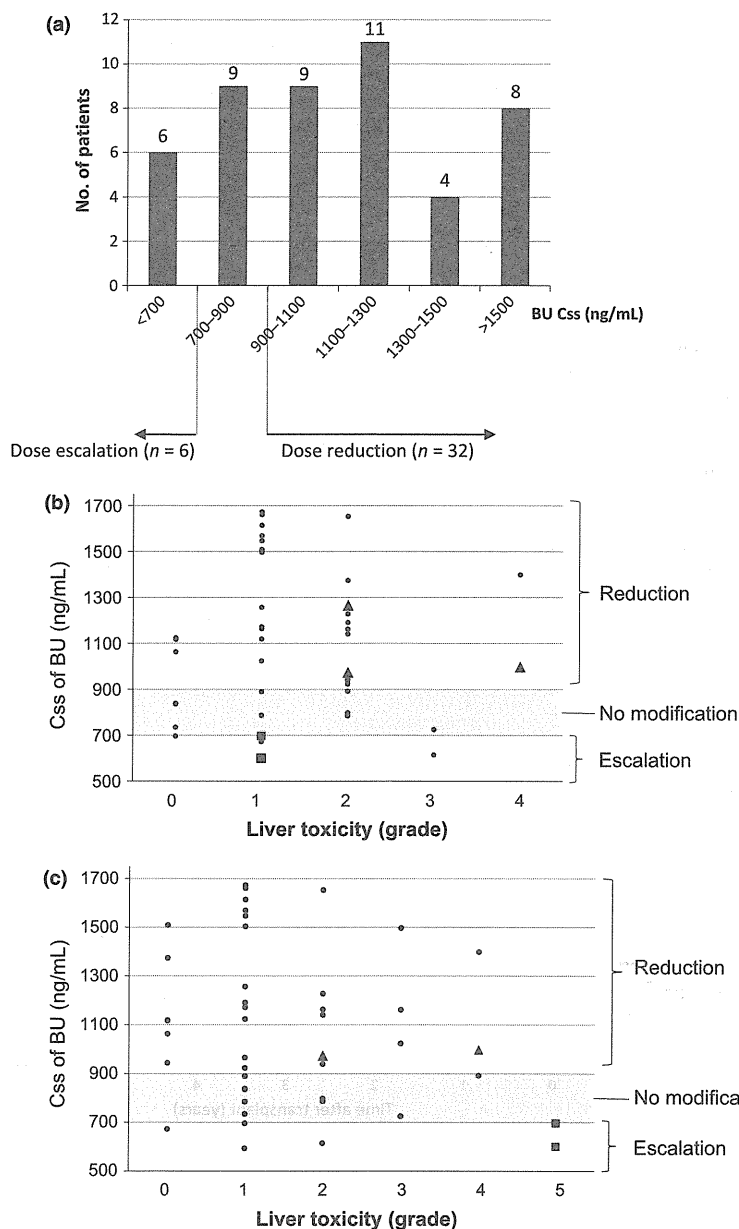 (a)
No. of patients
12
10
8
6
4
2
0
6
9
9
11
4
8
<700
700–900
900–1100
1100–1300
1300–1500
>1500
BU Css (ng/mL)
Dose escalation (n = 6)
Dose reduction (n = 32)
(b)
Css of BU (ng/mL)
1700
1500
1300
1100
900
700
500
0 1 2 3 4
Liver toxicity (grade)
Reduction
No modification
Escalation
(c)
Css of BU (ng/mL)
1700
1500
1300
1100
900
700
500
0 1 2 3 4 5
Liver toxicity (grade)
Reduction
No modifica
Escalation
Time after transplant (years)